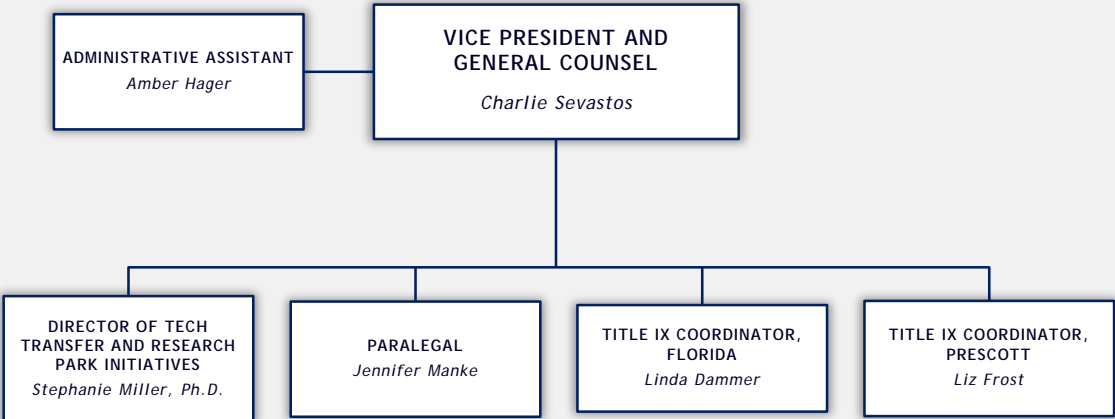 ADMINISTRATIVE ASSISTANT
Amber Hager
VICE PRESIDENT AND
GENERAL COUNSEL
Charlie Sevastos
DIRECTOR OF TECH
TRANSFER AND RESEARCH
PARK INITIATIVES
Stephanie Miller, Ph.D.
PARALEGAL
Jennifer Manke
TITLE IX COORDINATOR,
FLORIDA
Linda Dammer
TITLE IX COORDINATOR,
PRESCOTT
Liz Frost